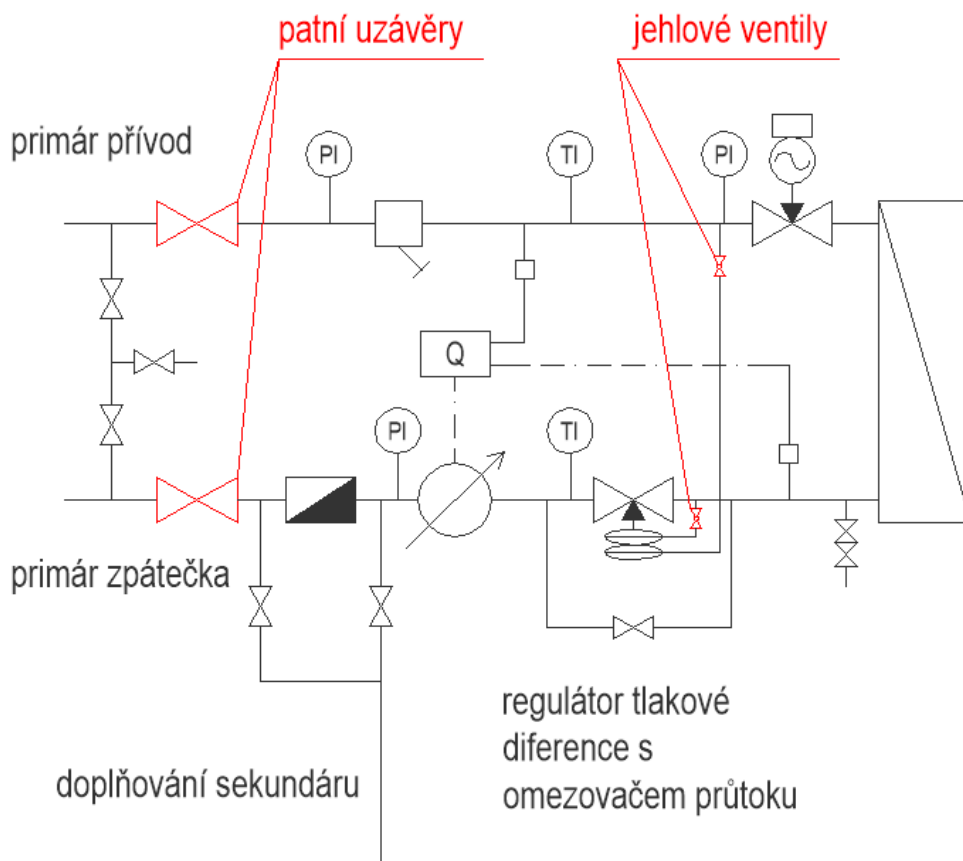 patní uzávěry
jehlové ventily
primár přívod
PI
TI
PI
Q
PI
TI
primár zpátečka
regulátor tlakové
diference s
omezovačem průtoku
doplňování sekundáru